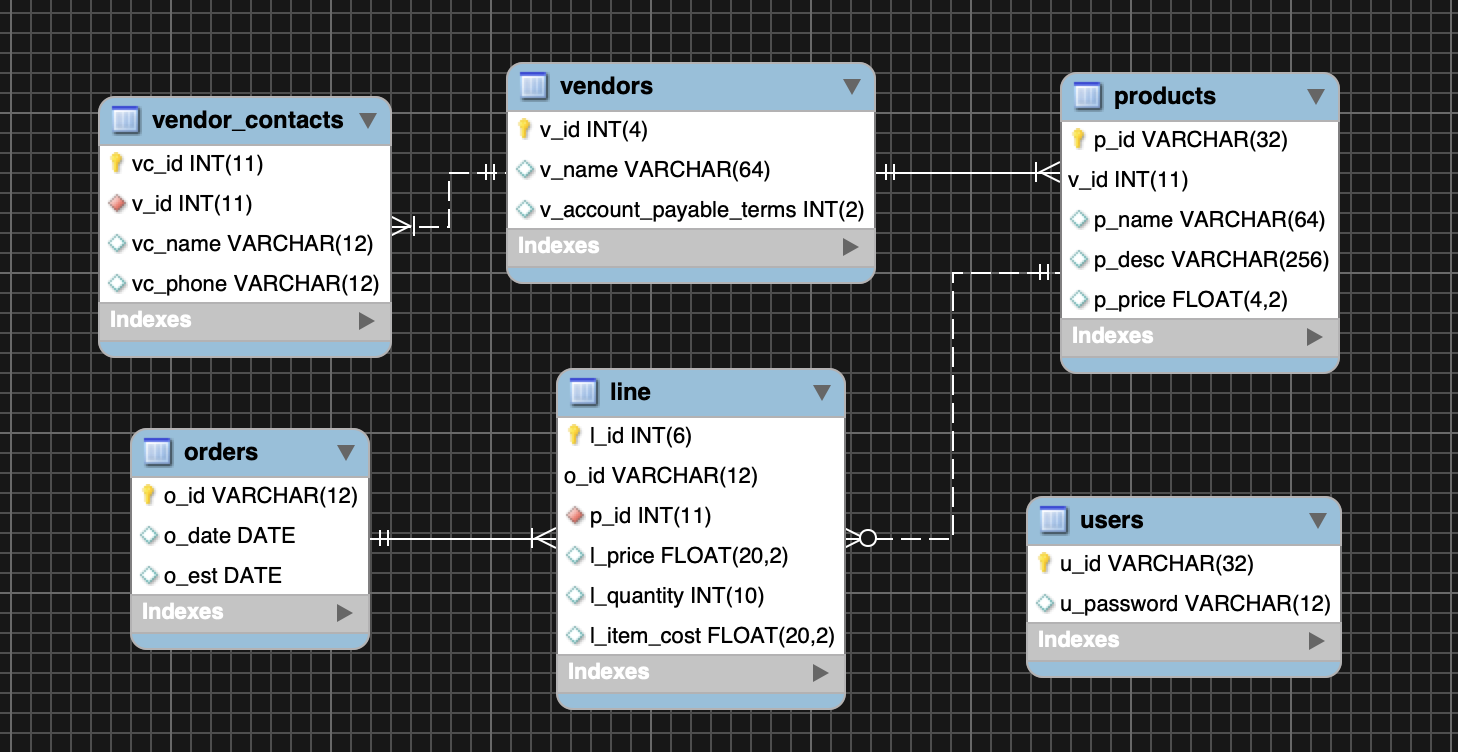 vendor_contacts
vc_id INT(11)
v_id INT(11)
vc_name VARCHAR(12)
vc_phone VARCHAR(12)
Indexes
vendors
v_id INT(4)
v_name VARCHAR(64)
v_account_payable_terms INT(2)
Indexes
products
p_id VARCHAR(32)
v_id INT(11)
p_name VARCHAR(64)
p_desc VARCHAR(256)
p_price FLOAT(4,2)
Indexes
orders
o_id VARCHAR(12)
o_date DATE
o_est DATE
Indexes
line
l_id INT(6)
o_id VARCHAR(12)
p_id INT(11)
l_price FLOAT(20,2)
l_quantity INT(10)
l_item_cost FLOAT(20,2)
Indexes
users
u_id VARCHAR(32)
u_password VARCHAR(12)
Indexes